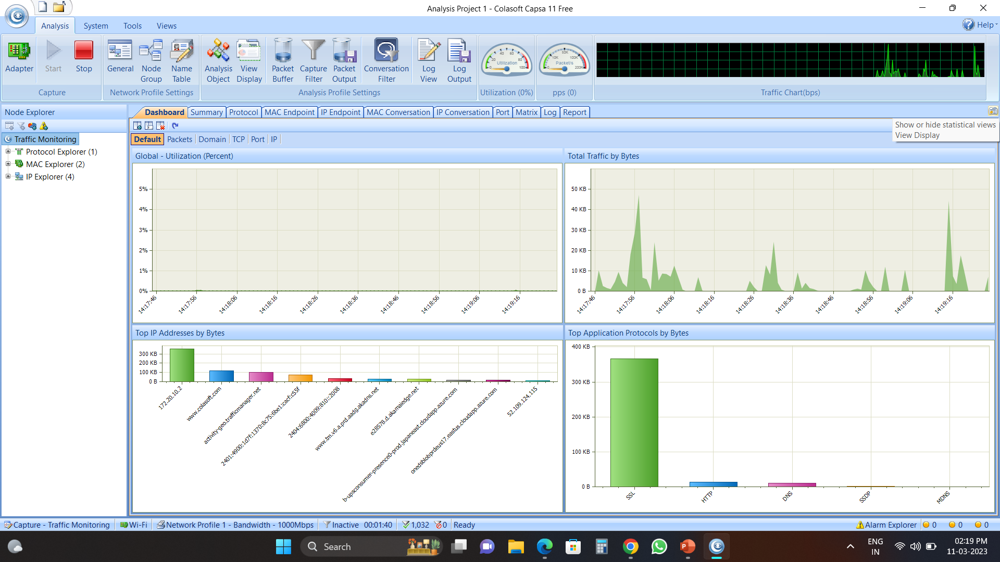 Analysis Project 1 - Colasoft Capsa 11 Free
Analysis System Tools Views Help
Adapter Start Stop
Capture
General Node Group Name Table
Network Profile Settings
Analysis Object View Display Packet Buffer Capture Filter Packet Output Conversation Filter Log View Log Output
Analysis Profile Settings
0 20 40 60 80 100
Utilization
Utilization (0%)
0 10K 50K 100K 200K
Packet/s
pps (0)
Traffic Chart(bps)
Node Explorer
Traffic Monitoring
Protocol Explorer (1)
MAC Explorer (2)
IP Explorer (4)
Dashboard Summary Protocol MAC Endpoint IP Endpoint MAC Conversation IP Conversation Port Matrix Log Report
Show or hide statistical views
View Display
Default Packets Domain TCP Port IP
Global - Utilization (Percent)
5%
4%
3%
2%
1%
0%
14:17:46 14:17:56 14:18:06 14:18:16 14:18:26 14:18:36 14:18:46 14:18:56 14:19:06 14:19:16
Total Traffic by Bytes
50 KB
40 KB
30 KB
20 KB
10 KB
0 B
14:17:46 14:17:56 14:18:06 14:18:16 14:18:26 14:18:36 14:18:46 14:18:56 14:19:06 14:19:16
Top IP Addresses by Bytes
300 KB
200 KB
100 KB
0 B
172.20.10.2
www.colasoft.com
activity-geo.trafficmanager.net
2401:4900:1d7f:1370:8c75:6be1:cacf:c55f
2404:6800:4009:810::2008
www.tm.v6.a.prd.aadg.akadns.net
e28578.d.akamaiedge.net
b-upsconsumer-presence0-prod.japaneast.cloudapp.azure.com
onedsblobprdeus17.eastus.cloudapp.azure.com
52.109.124.115
Top Application Protocols by Bytes
400 KB
300 KB
200 KB
100 KB
0 B
SSL HTTP DNS SSDP MDNS
Capture - Traffic Monitoring Wi-Fi Network Profile 1 - Bandwidth - 1000Mbps Inactive 00:01:40 1,032 0 Ready Alarm Explorer 0 0 0
Search
ENG
IN
02:19 PM
11-03-2023